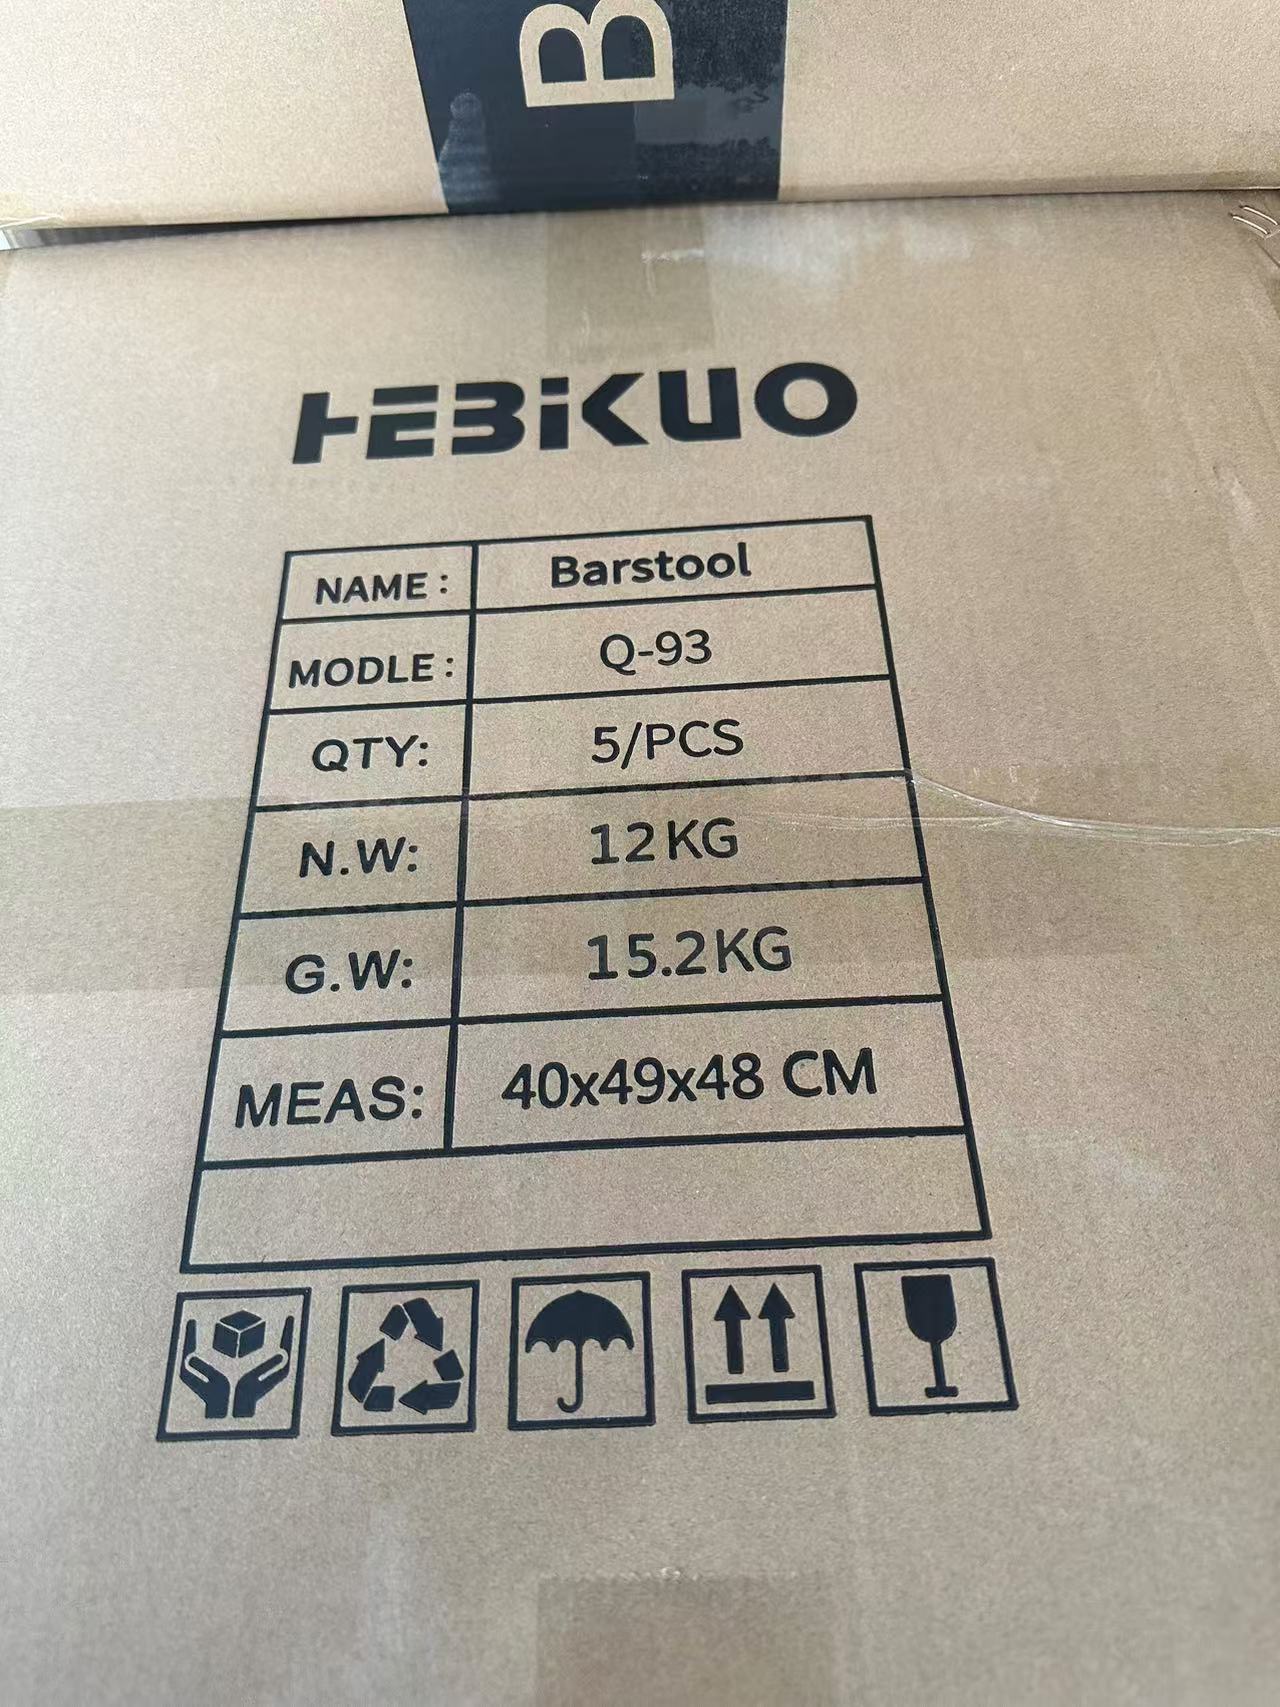 B
HEBIKUO
NAME: Barstool
MODLE: Q-93
QTY: 5/PCS
N.W: 12KG
G.W: 15.2KG
MEAS: 40x49x48 CM